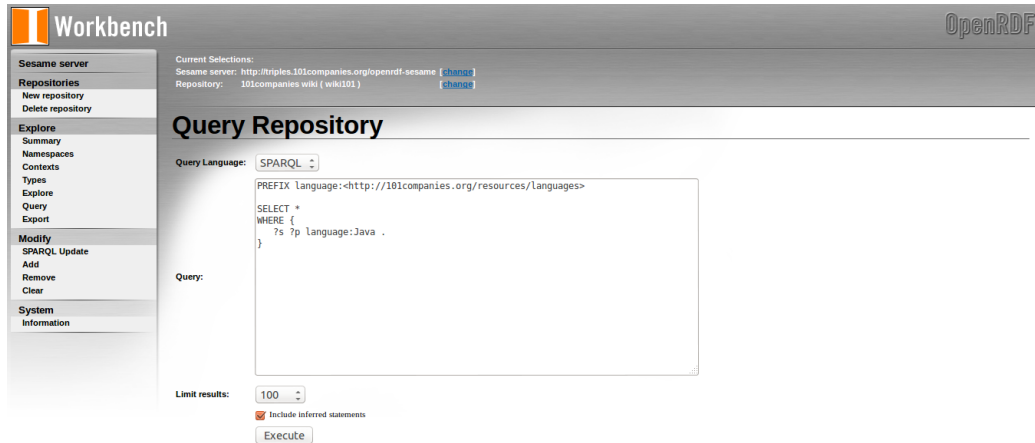 Workbench
OpenRDF
Sesame server
Repositories
New repository
Delete repository
Explore
Summary
Namespaces
Contexts
Types
Explore
Query
Export
Modify
SPARQL Update
Add
Remove
Clear
System
Information
Current Selections:
Sesame server: http://triples.101companies.org/openrdf-sesame [change]
Repository: 101companies wiki ( wiki101 ) [change]
Query Repository
Query Language: SPARQL
PREFIX language:<http://101companies.org/resources/languages>
SELECT *
WHERE {
?s ?p language:Java .
}
Query:
Limit results: 100
Include inferred statements
Execute